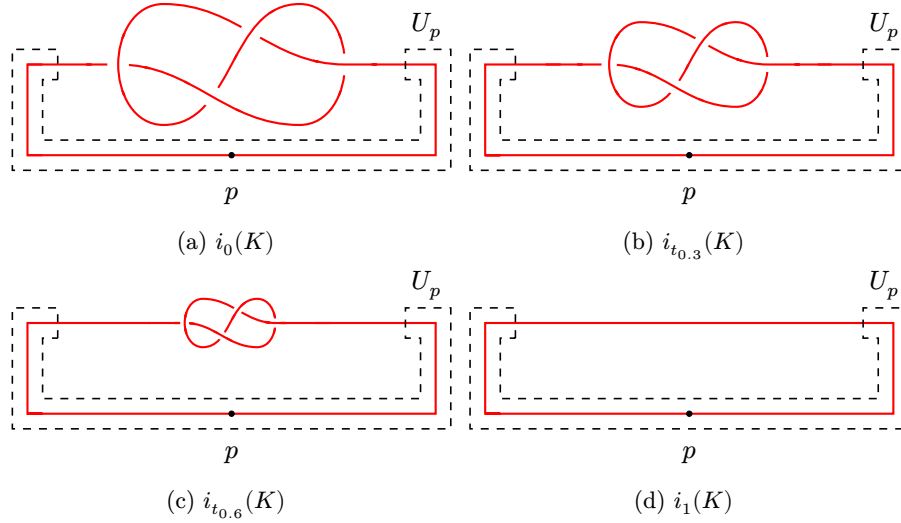 U_p
U_p
p
p
(a) i_0(K)
(b) i_{t_{0.3}}(K)
U_p
U_p
p
p
(c) i_{t_{0.6}}(K)
(d) i_1(K)